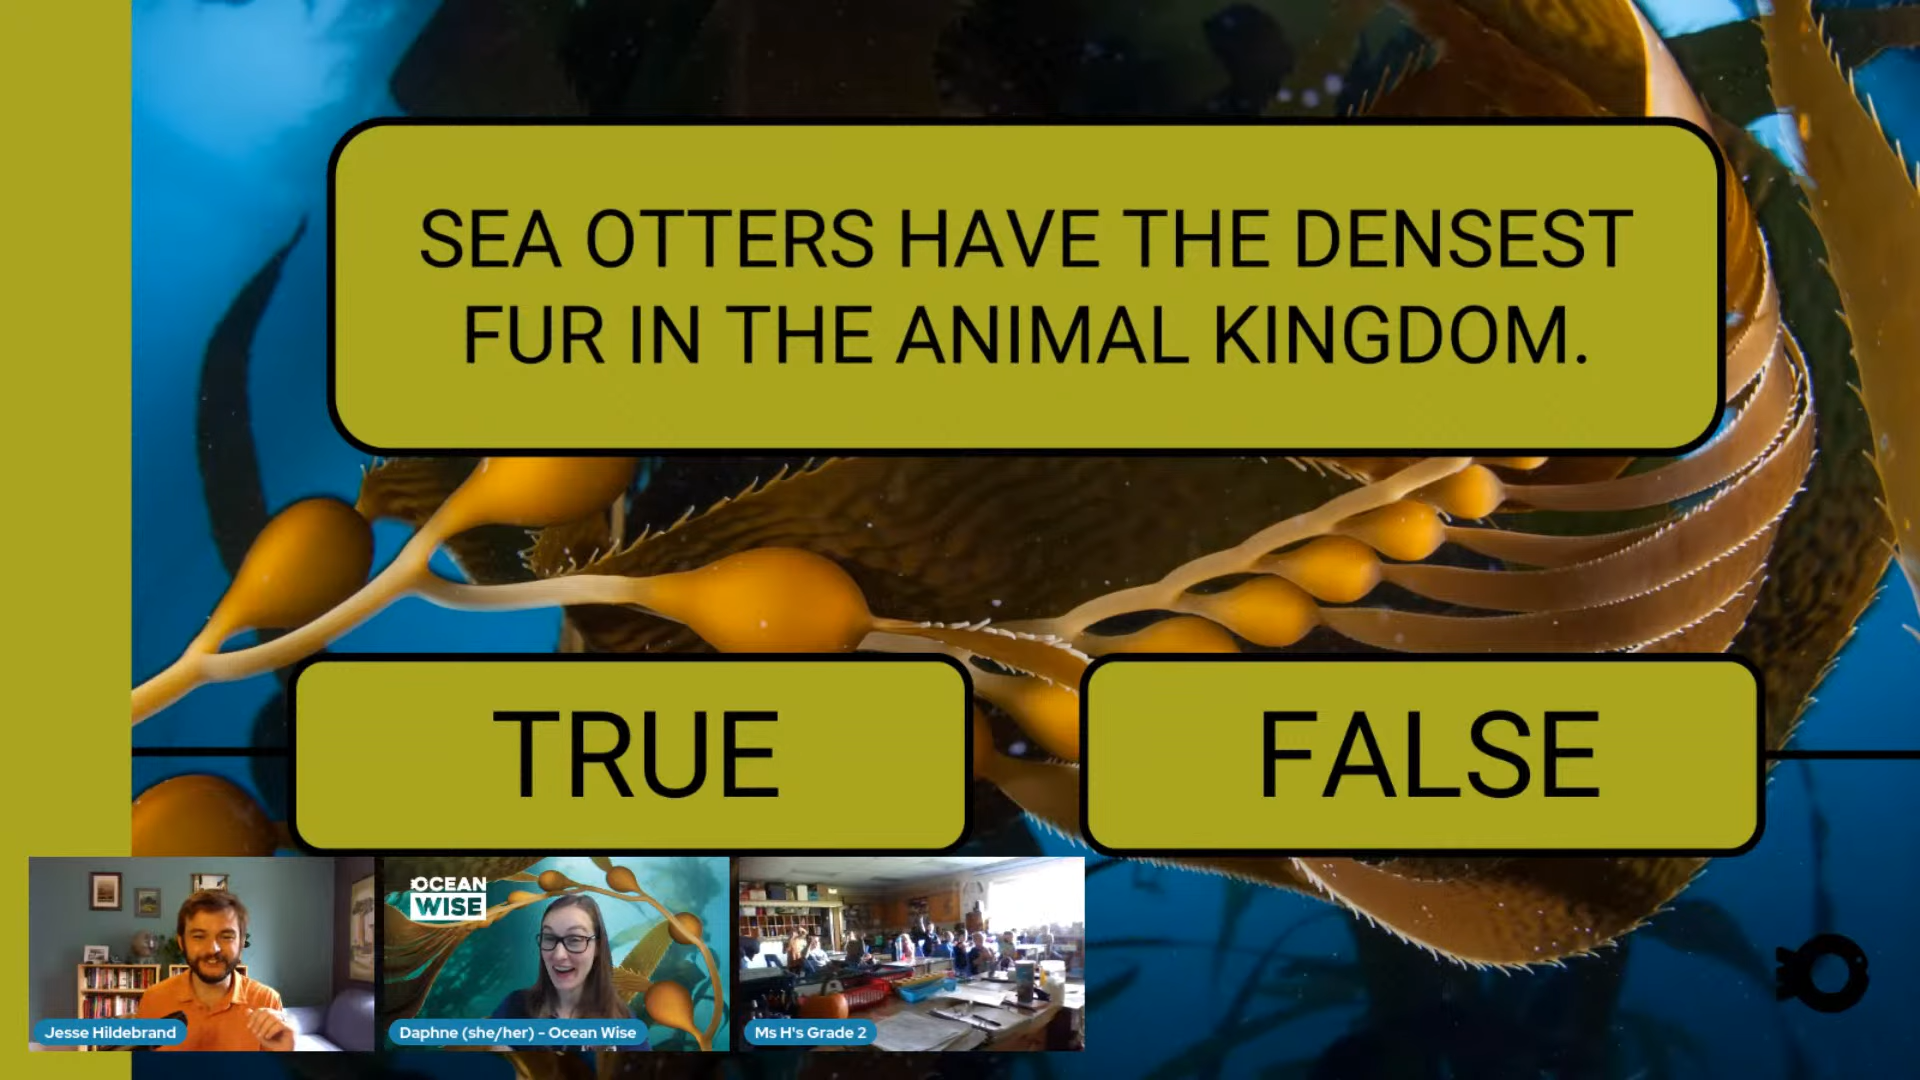 SEA OTTERS HAVE THE DENSEST
FUR IN THE ANIMAL KINGDOM.
TRUE
FALSE
OCEAN
WISE
Jesse Hildebrand
Daphne (she/her) - Ocean Wise
Ms H's Grade 2